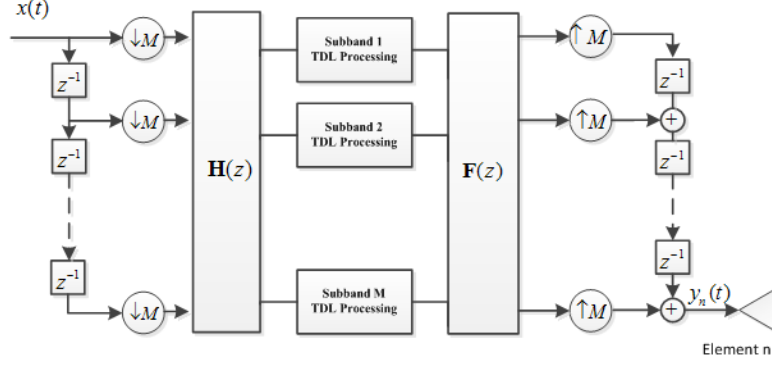 x(t)
↓M
Subband 1
TDL Processing
↑M
z⁻¹
z⁻¹
↓M
Subband 2
TDL Processing
↑M
+
z⁻¹
z⁻¹
H(z)
F(z)
z⁻¹
z⁻¹
Subband M
TDL Processing
yₙ(t)
↓M
↑M
+
Element n